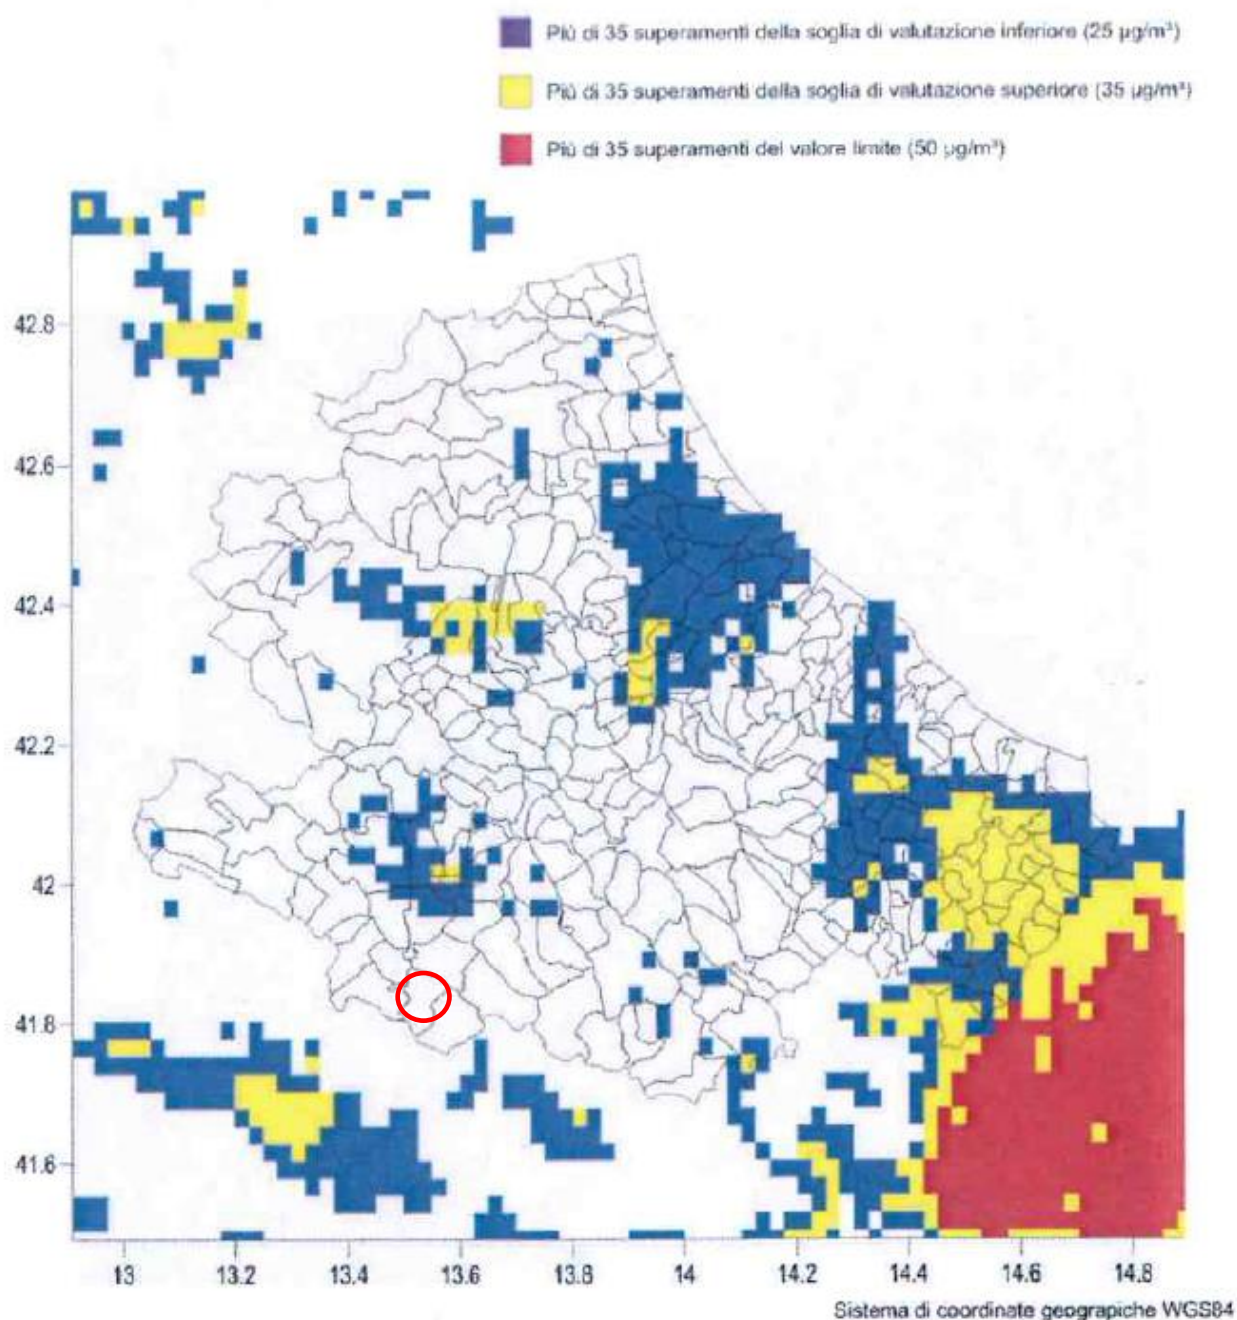 Più di 35 superamenti della soglia di valutazione inferiore (25 µg/m³)
Più di 35 superamenti della soglia di valutazione superiore (35 µg/m³)
Più di 35 superamenti del valore limite (50 µg/m³)
42.8
42.6
42.4
42.2
42
41.8
41.6
13 13.2 13.4 13.6 13.8 14 14.2 14.4 14.6 14.8
Sistema di coordinate geograpiche WGS84